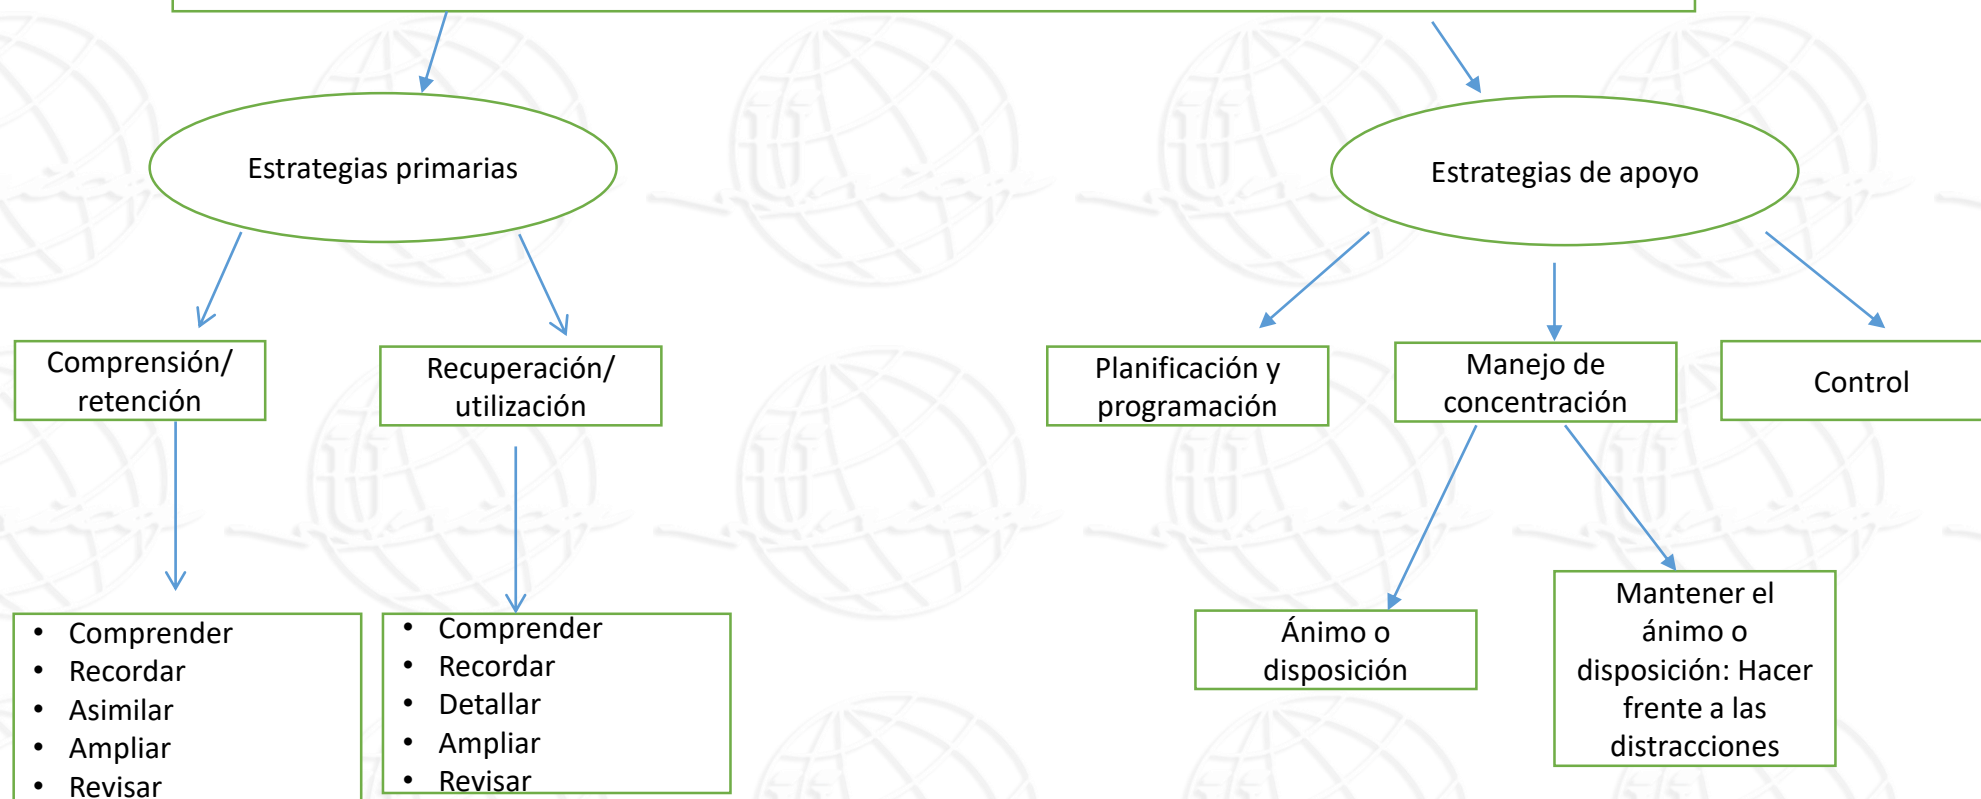 Estrategias primarias
Estrategias de apoyo
Comprensión/
retención
Recuperación/
utilización
Planificación y
programación
Manejo de
concentración
Control
• Comprender
• Recordar
• Asimilar
• Ampliar
• Revisar
• Comprender
• Recordar
• Detallar
• Ampliar
• Revisar
Ánimo o
disposición
Mantener el
ánimo o
disposición: Hacer
frente a las
distracciones